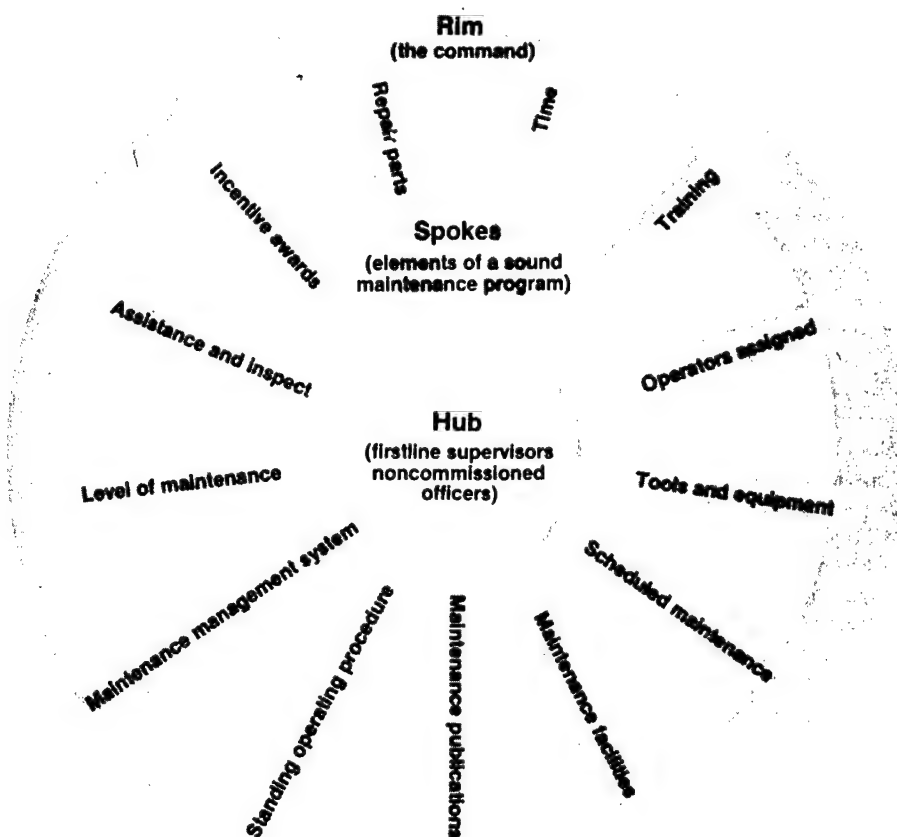 Rim
(the command)
Repair parts
Time
Incentive awards
Training
Spokes
(elements of a sound
maintenance program)
Assistance and inspect
Operators assigned
Hub
(firstline supervisors
noncommissioned
officers)
Level of maintenance
Tools and equipment
Maintenance management system
Scheduled maintenance
Standing operating procedure
Maintenance publications
Maintenance facilities